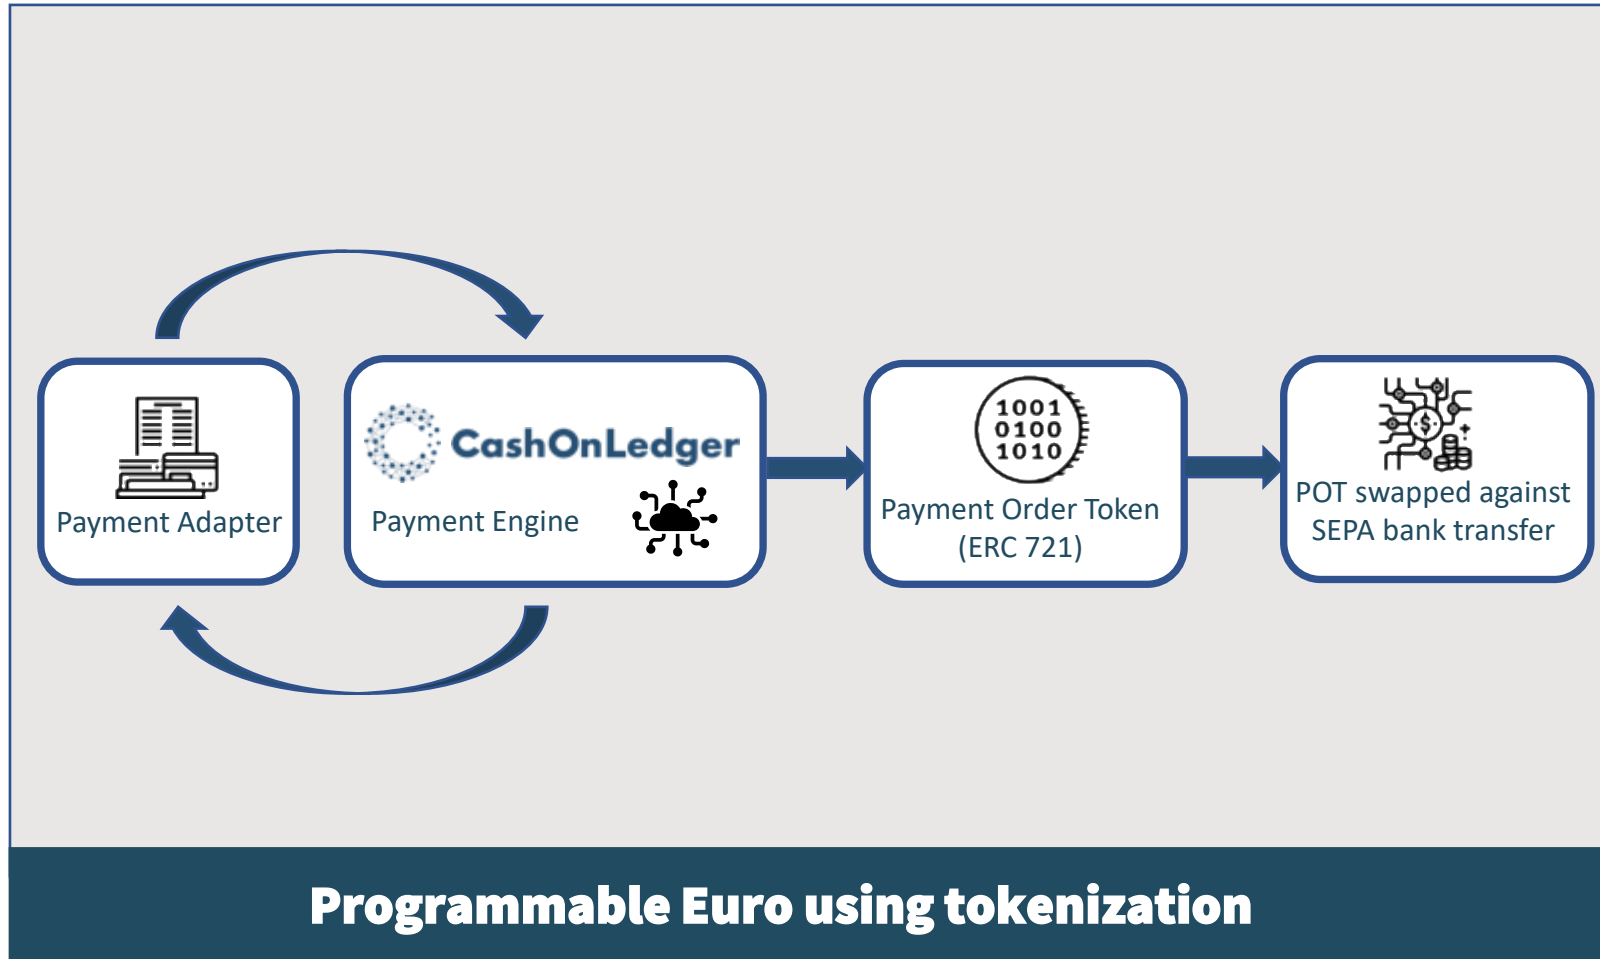 Payment Adapter
CashOnLedger
Payment Engine
1001
0100
1010
Payment Order Token
(ERC 721)
$
POT swapped against
SEPA bank transfer
Programmable Euro using tokenization